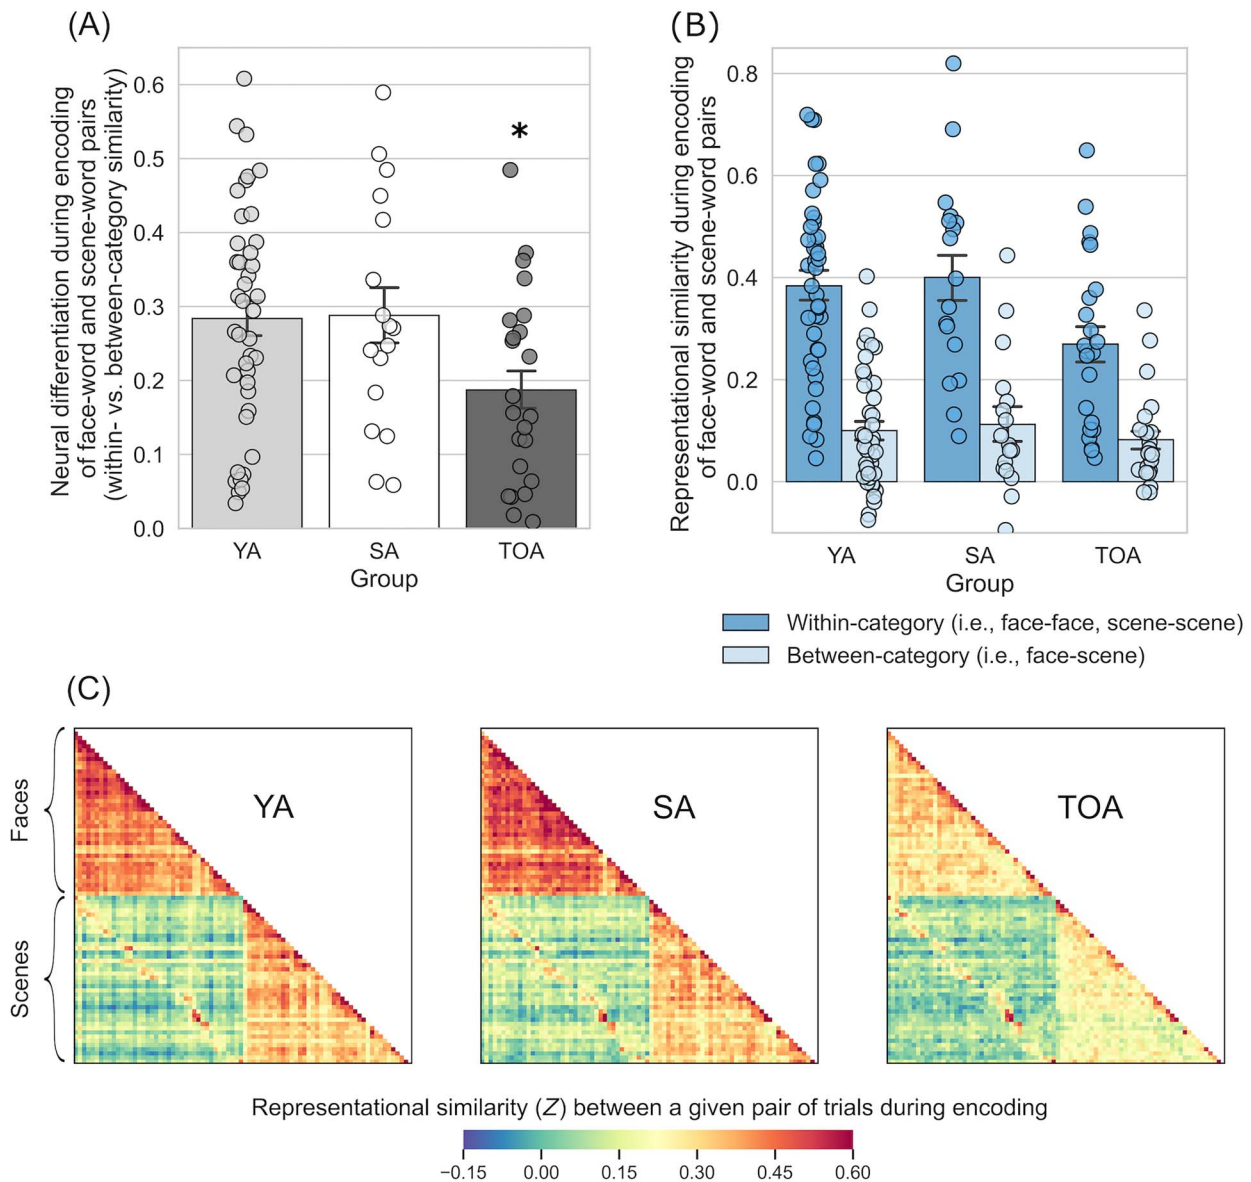 (A)
Neural differentiation during encoding
of face-word and scene-word pairs
(within- vs. between-category similarity)
0.6
0.5
0.4
0.3
0.2
0.1
0.0
*
YA SA TOA
Group
(B)
Representational similarity during encoding
of face-word and scene-word pairs
0.8
0.6
0.4
0.2
0.0
YA SA TOA
Group
Within-category (i.e., face-face, scene-scene)
Between-category (i.e., face-scene)
(C)
Faces
Scenes
YA
SA
TOA
Representational similarity (Z) between a given pair of trials during encoding
−0.15 0.00 0.15 0.30 0.45 0.60